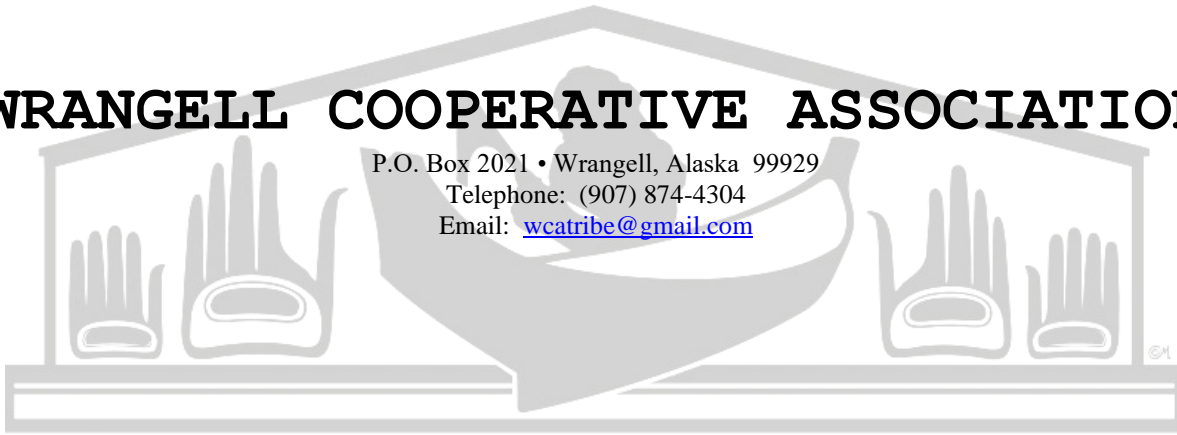 WRANGELL COOPERATIVE ASSOCIATION
P.O. Box 2021 • Wrangell, Alaska 99929
Telephone: (907) 874-4304
Email: wcatribe@gmail.com
©M